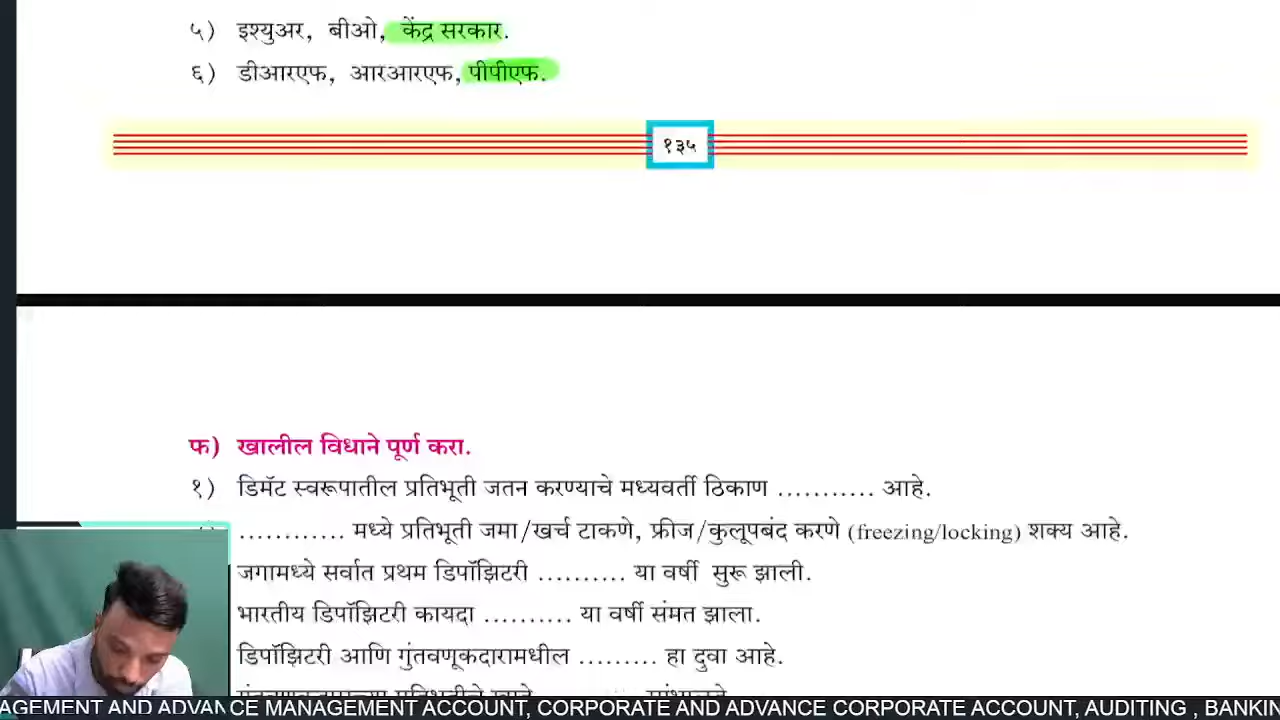 ५) इश्युअर, बीओ, केंद्र सरकार.
६) डीआरएफ, आरआरएफ, पीपीएफ.
१३५
फ) खालील विधाने पूर्ण करा.
१) डिमॅट स्वरूपातील प्रतिभूती जतन करण्याचे मध्यवर्ती ठिकाण ........... आहे.
............ मध्ये प्रतिभूती जमा/खर्च टाकणे, फ्रीज/कुलूपबंद करणे (freezing/locking) शक्य आहे.
जगामध्ये सर्वात प्रथम डिपॉझिटरी .......... या वर्षी सुरू झाली.
भारतीय डिपॉझिटरी कायदा .......... या वर्षी संमत झाला.
डिपॉझिटरी आणि गुंतवणूकदारामधील ......... हा दुवा आहे.
AGEMENT AND ADVANCE MANAGEMENT ACCOUNT, CORPORATE AND ADVANCE CORPORATE ACCOUNT, AUDITING , BANKIN